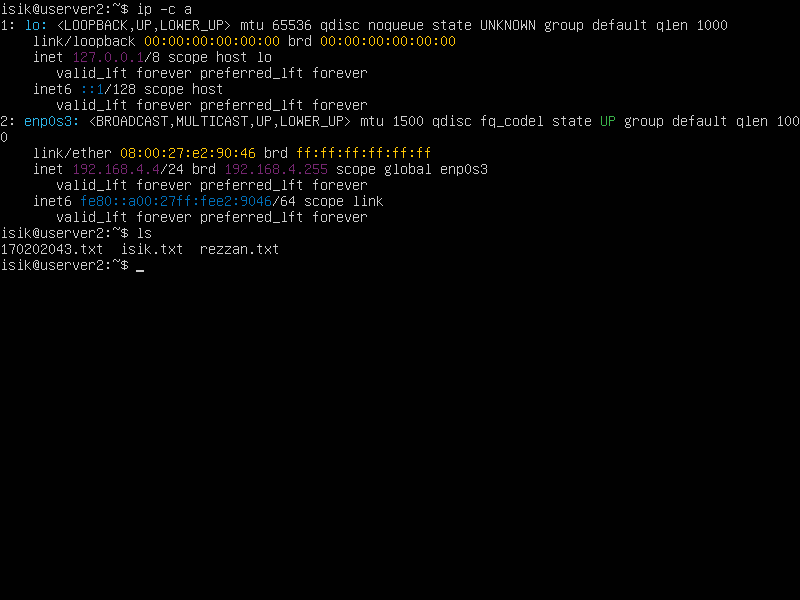 isik@userver2:~$ ip -c a
1: lo: <LOOPBACK,UP,LOWER_UP> mtu 65536 qdisc noqueue state UNKNOWN group default qlen 1000
    link/loopback 00:00:00:00:00:00 brd 00:00:00:00:00:00
    inet 127.0.0.1/8 scope host lo
       valid_lft forever preferred_lft forever
    inet6 ::1/128 scope host
       valid_lft forever preferred_lft forever
2: enp0s3: <BROADCAST,MULTICAST,UP,LOWER_UP> mtu 1500 qdisc fq_codel state UP group default qlen 100
0
    link/ether 08:00:27:e2:90:46 brd ff:ff:ff:ff:ff:ff
    inet 192.168.4.4/24 brd 192.168.4.255 scope global enp0s3
       valid_lft forever preferred_lft forever
    inet6 fe80::a00:27ff:fee2:9046/64 scope link
       valid_lft forever preferred_lft forever
isik@userver2:~$ ls
170202043.txt  isik.txt  rezzan.txt
isik@userver2:~$ _